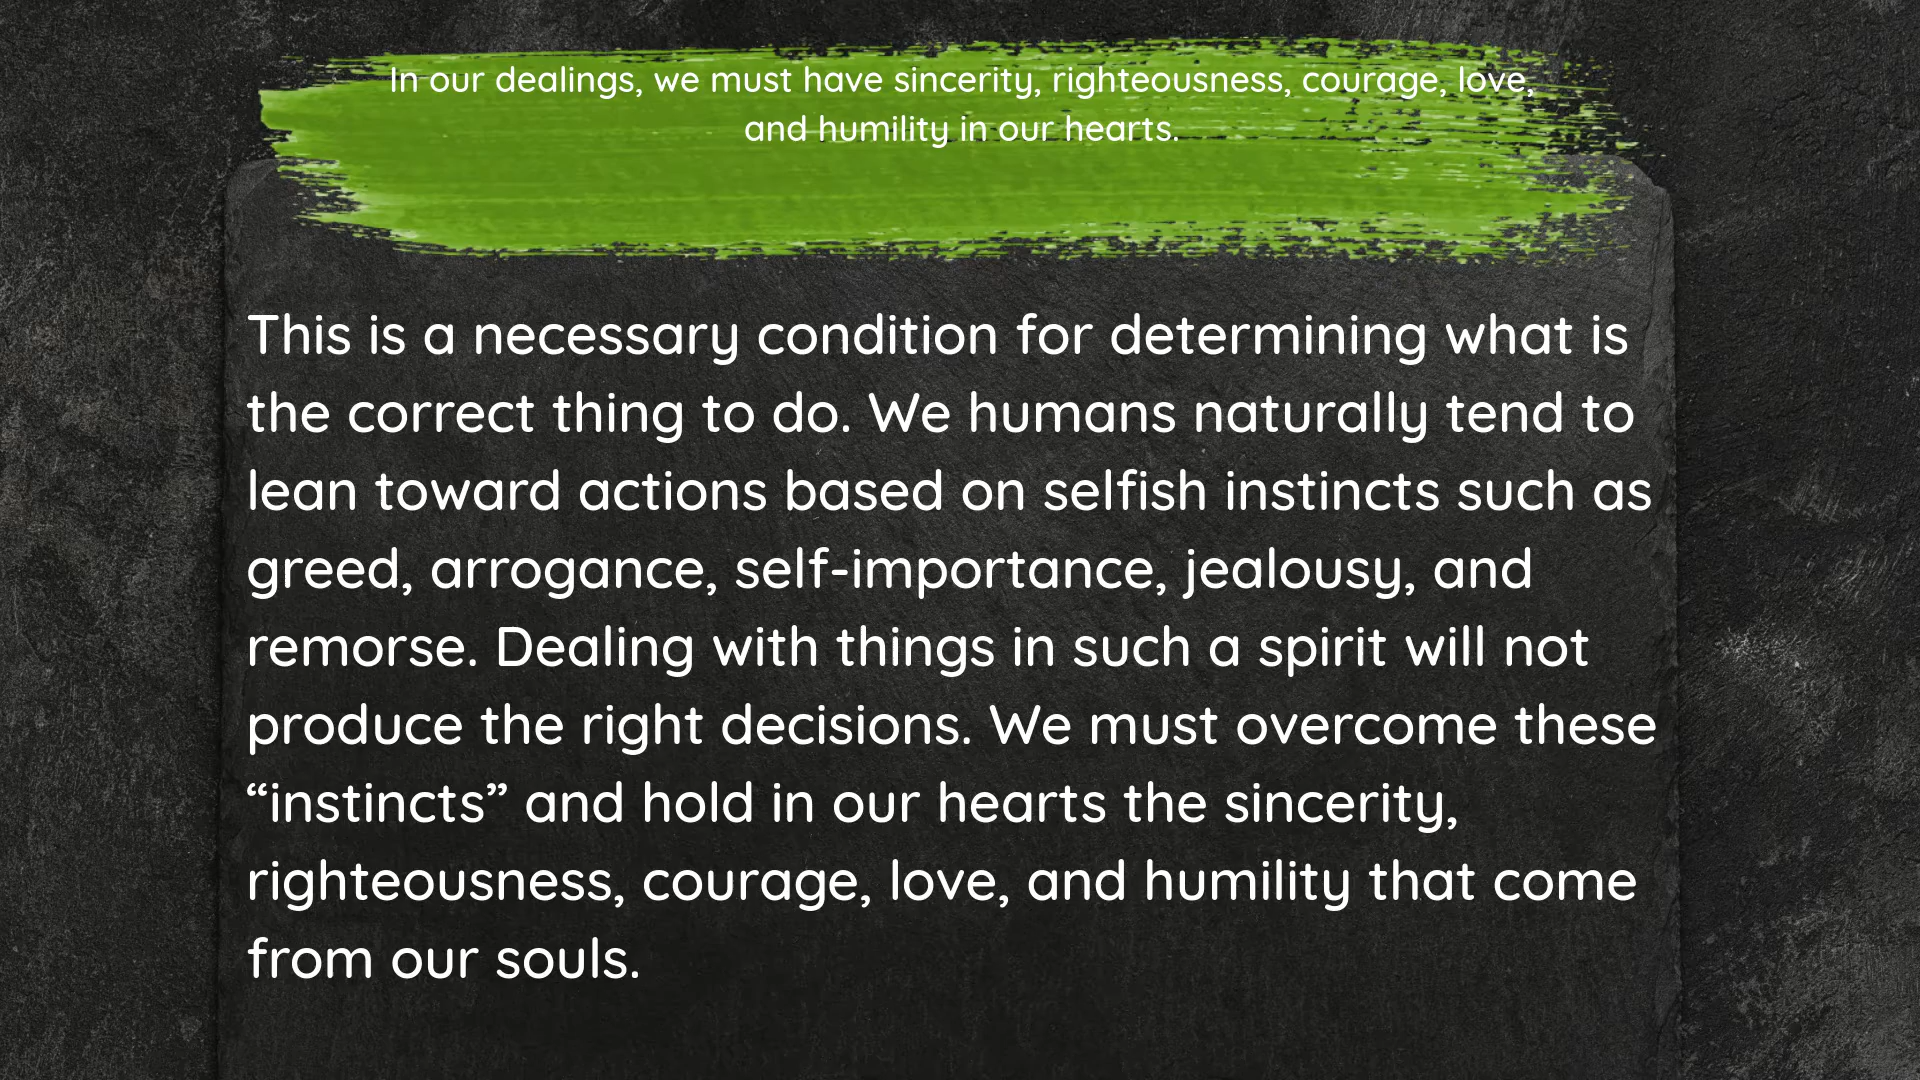 In our dealings, we must have sincerity, righteousness, courage, love,
and humility in our hearts.
This is a necessary condition for determining what is
the correct thing to do. We humans naturally tend to
lean toward actions based on selfish instincts such as
greed, arrogance, self-importance, jealousy, and
remorse. Dealing with things in such a spirit will not
produce the right decisions. We must overcome these
“instincts” and hold in our hearts the sincerity,
righteousness, courage, love, and humility that come
from our souls.